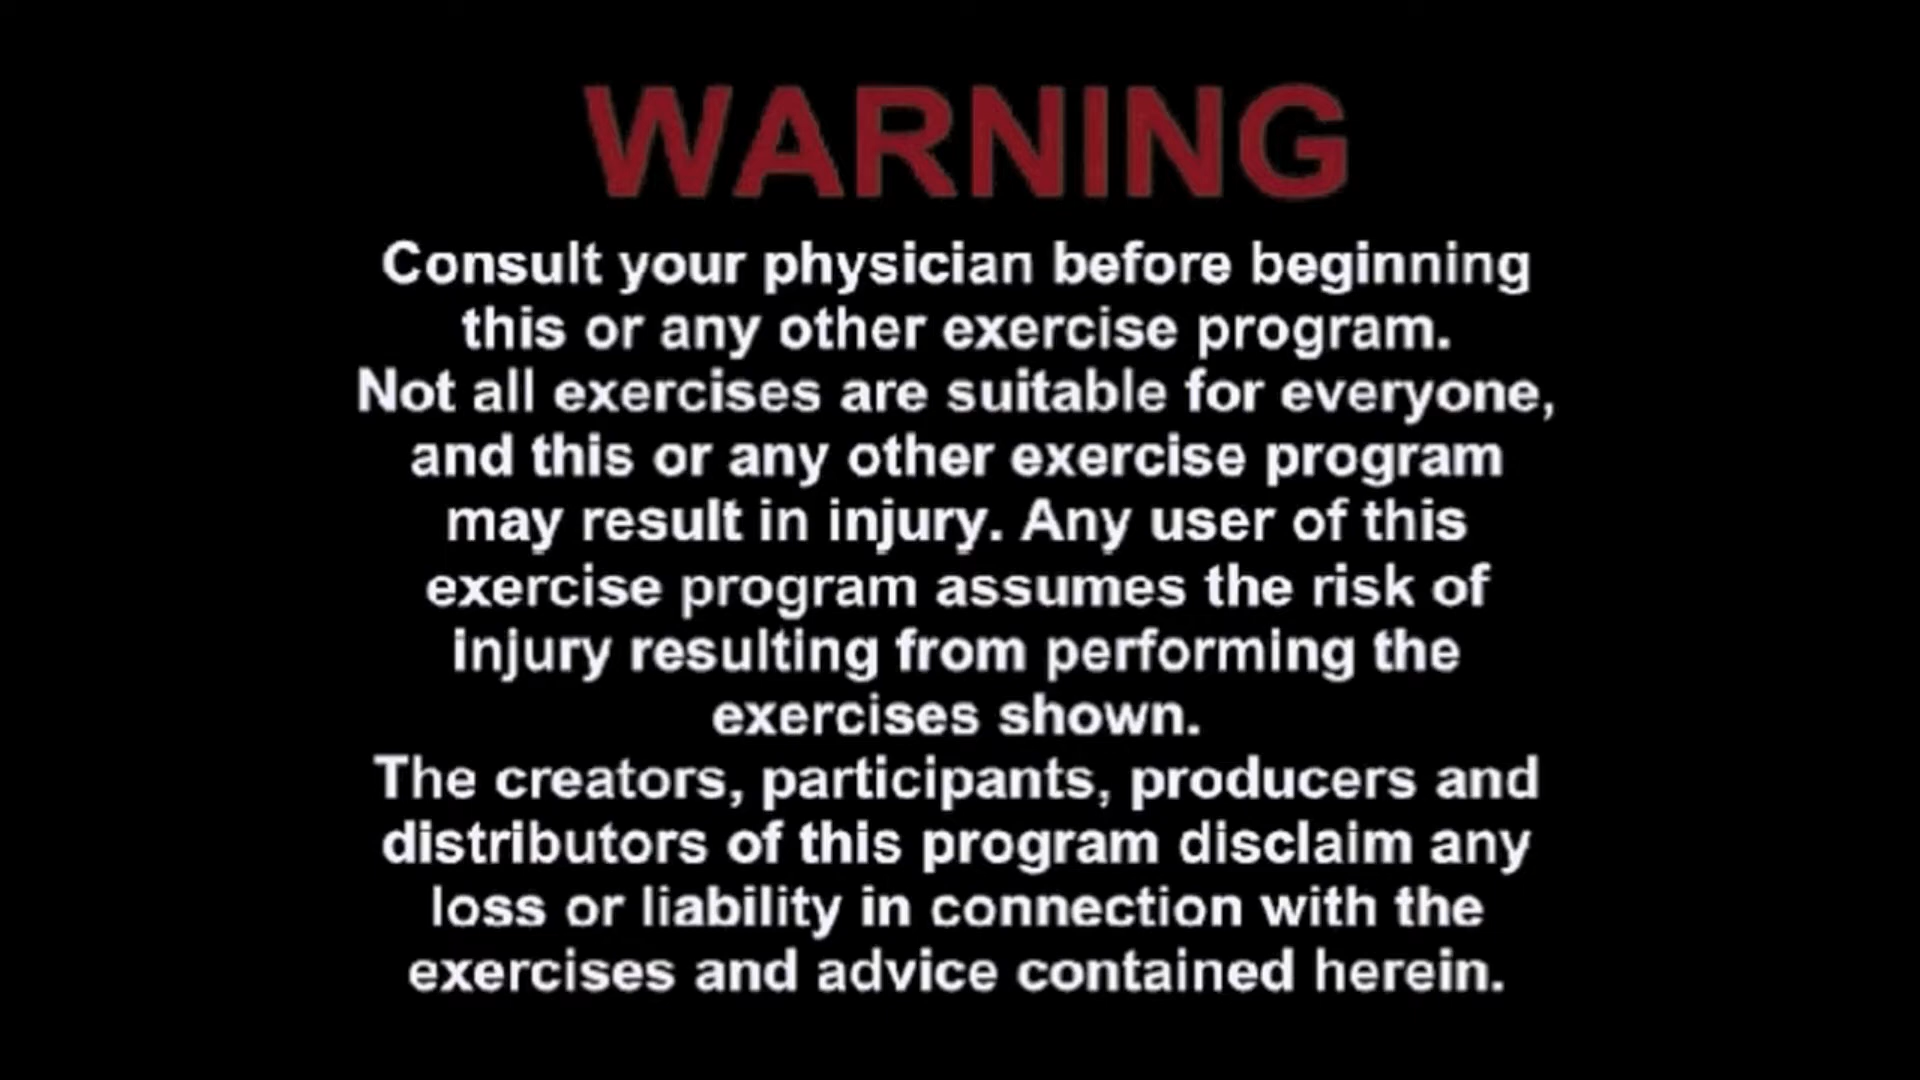 WARNING
Consult your physician before beginning
this or any other exercise program.
Not all exercises are suitable for everyone,
and this or any other exercise program
may result in injury. Any user of this
exercise program assumes the risk of
injury resulting from performing the
exercises shown.
The creators, participants, producers and
distributors of this program disclaim any
loss or liability in connection with the
exercises and advice contained herein.